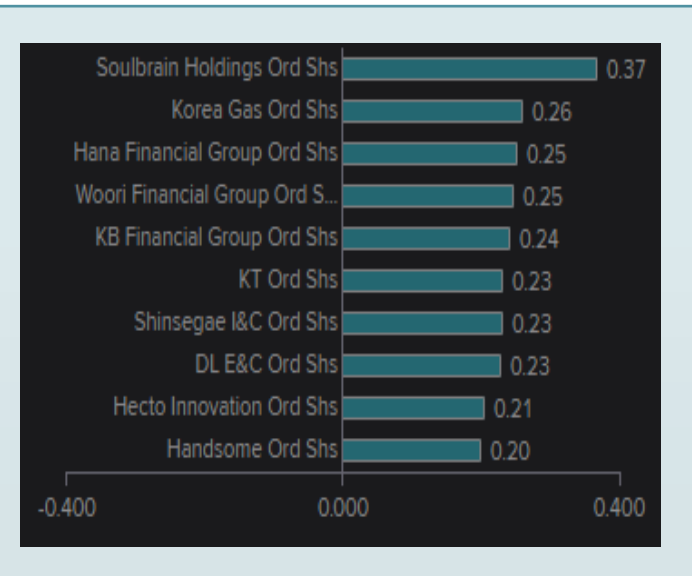 Soulbrain Holdings Ord Shs 0.37
Korea Gas Ord Shs 0.26
Hana Financial Group Ord Shs 0.25
Woori Financial Group Ord S... 0.25
KB Financial Group Ord Shs 0.24
KT Ord Shs 0.23
Shinsegae I&C Ord Shs 0.23
DL E&C Ord Shs 0.23
Hecto Innovation Ord Shs 0.21
Handsome Ord Shs 0.20
-0.400 0.000 0.400